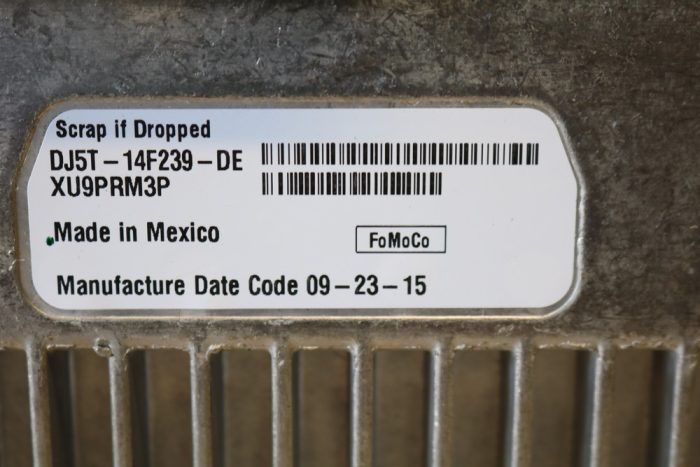 Scrap if Dropped
DJ5T-14F239-DE
XU9PRM3P
Made in Mexico
FoMoCo
Manufacture Date Code 09-23-15